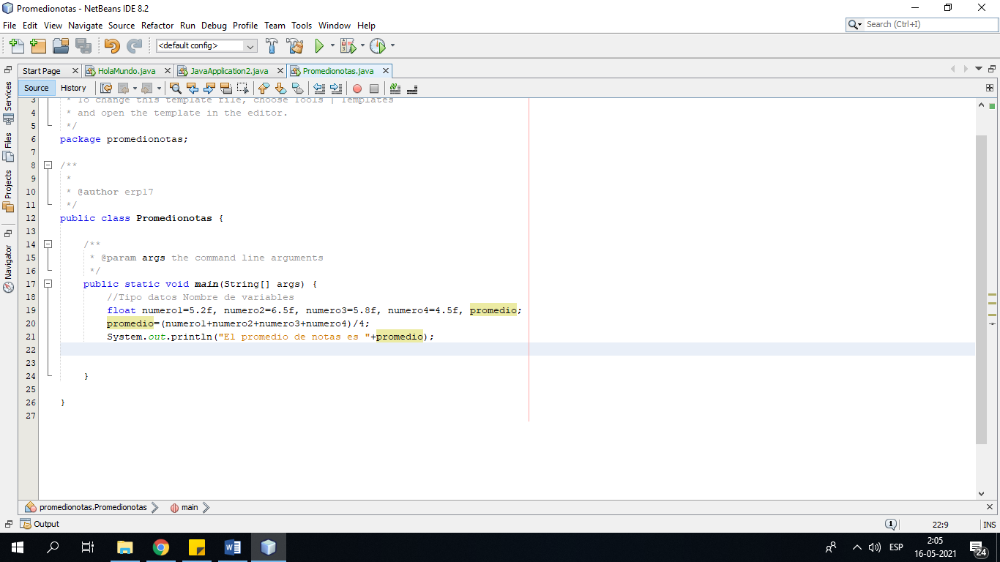 Promedionotas - NetBeans IDE 8.2
File Edit View Navigate Source Refactor Run Debug Profile Team Tools Window Help
Search (Ctrl+I)
<default config>
Start Page HolaMundo.java JavaApplication2.java Promedionotas.java
Source History
Services
Files
Projects
Navigator
3 * To change this template file, choose Tools | Templates
4 * and open the template in the editor.
5 */
6 package promedionotas;
7
8 /**
9 *
10 * @author erp17
11 */
12 public class Promedionotas {
13
14 /**
15 * @param args the command line arguments
16 */
17 public static void main(String[] args) {
18 //Tipo datos Nombre de variables
19 float numero1=5.2f, numero2=6.5f, numero3=5.8f, numero4=4.5f, promedio;
20 promedio=(numero1+numero2+numero3+numero4)/4;
21 System.out.println("El promedio de notas es "+promedio);
22
23
24 }
25
26 }
27
promedionotas.Promedionotas main
Output
1 22:9 INS
ESP
2:05
16-05-2021
24